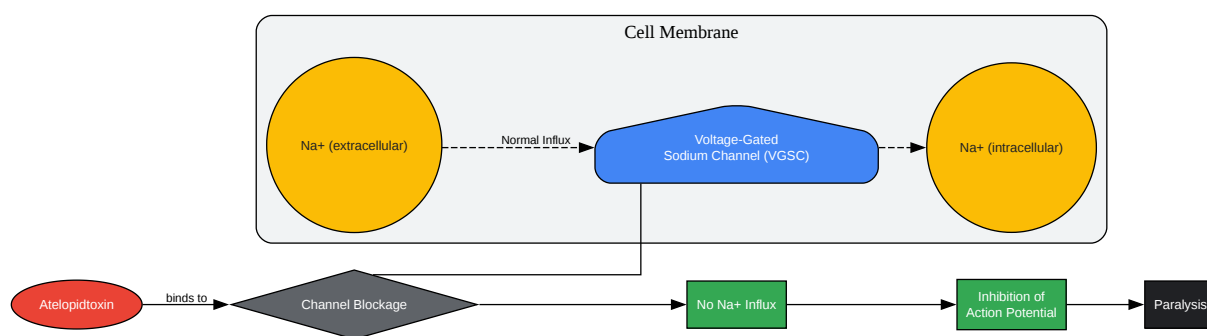 Cell Membrane
Na+ (extracellular)
Normal Influx
Voltage-Gated
Sodium Channel (VGSC)
Na+ (intracellular)
Atelopidtoxin
binds to
Channel Blockage
No Na+ Influx
Inhibition of
Action Potential
Paralysis